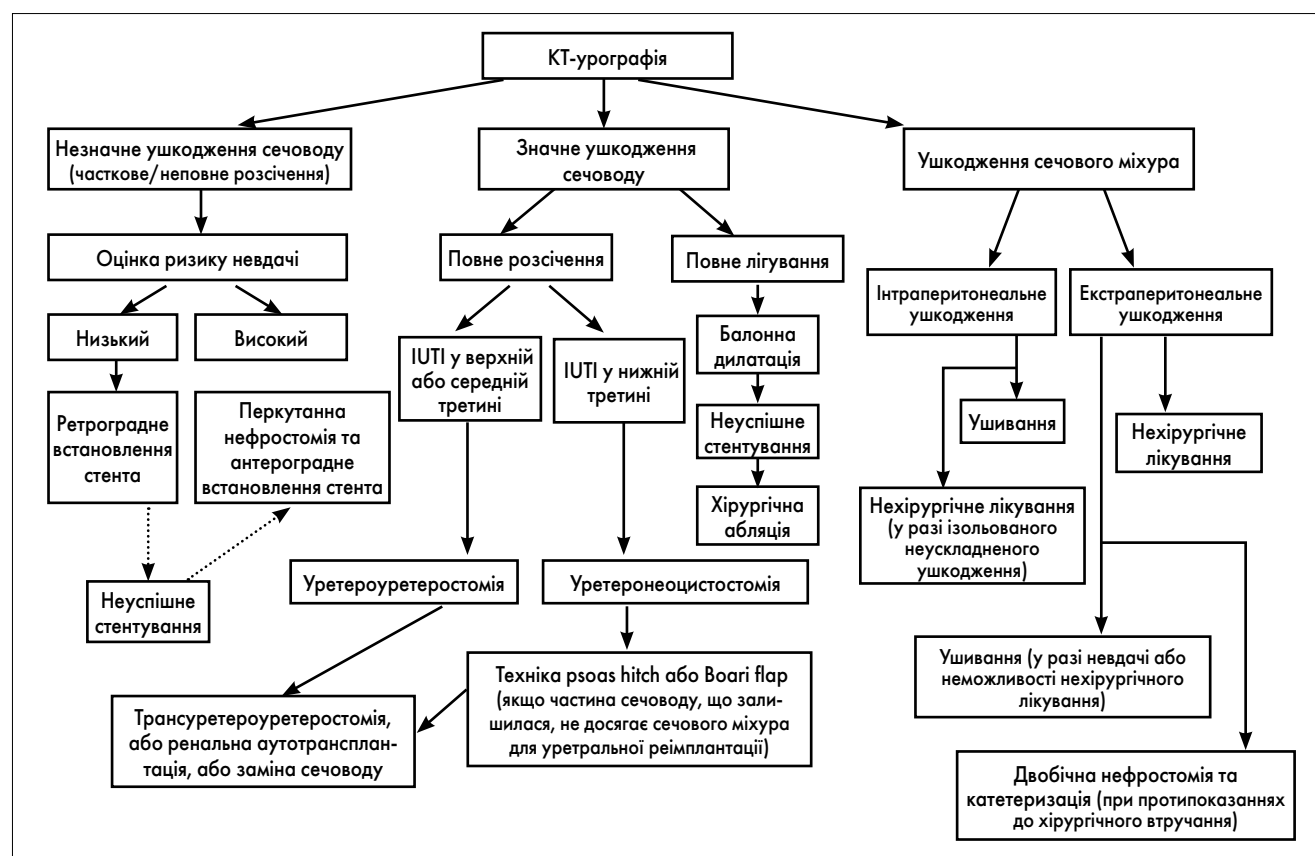 КТ-урографія
Незначне ушкодження сечоводу
(часткове/неповне розсічення)
Значне ушкодження
сечоводу
Ушкодження сечового міхура
Оцінка ризику невдачі
Повне розсічення
Повне лігування
Інтраперитонеальне
ушкодження
Екстраперитонеальне
ушкодження
Низький
Високий
IUTI у верхній
або середній
третині
IUTI у нижній
третині
Балонна
дилатація
Ретроградне
встановлення
стента
Перкутанна
нефростомія та
антероградне
встановлення стента
Неуспішне
стентування
Ушивання
Нехірургічне
лікування
Хірургічна
абляція
Нехірургічне лікування
(у разі ізольованого
неускладненого
ушкодження)
Неуспішне
стентування
Уретероуретеростомія
Уретеронеоцистостомія
Трансуретероуретеростомія,
або ренальна аутотрансплан-
тація, або заміна сечоводу
Техніка psoas hitch або Boari flap
(якщо частина сечоводу, що зали-
шилася, не досягає сечового міхура
для уретральної реімплантації)
Ушивання (у разі невдачі або
неможливості нехірургічного
лікування)
Двобічна нефростомія та
катетеризація (при протипоказаннях
до хірургічного втручання)